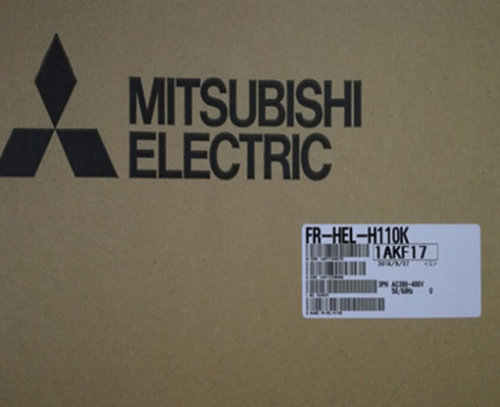 MITSUBISHI
ELECTRIC
FR-HEL-H110K
1AKF17
3PH AC380-480V
50/60Hz U